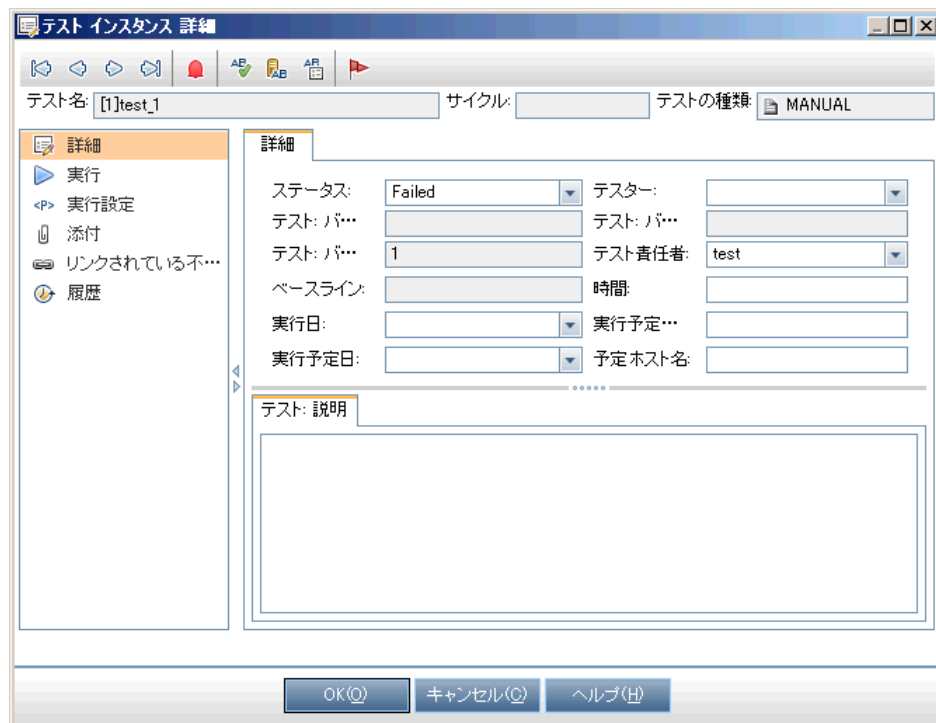 テスト インスタンス 詳細
テスト名: [1]test_1 サイクル: テストの種類: MANUAL
詳細
実行
実行設定
添付
リンクされている不…
履歴
詳細
ステータス: Failed テスター:
テスト: バ… テスト: バ…
テスト: バ… 1 テスト責任者: test
ベースライン: 時間:
実行日: 実行予定…
実行予定日: 予定ホスト名:
テスト: 説明
OK(O) キャンセル(C) ヘルプ(H)